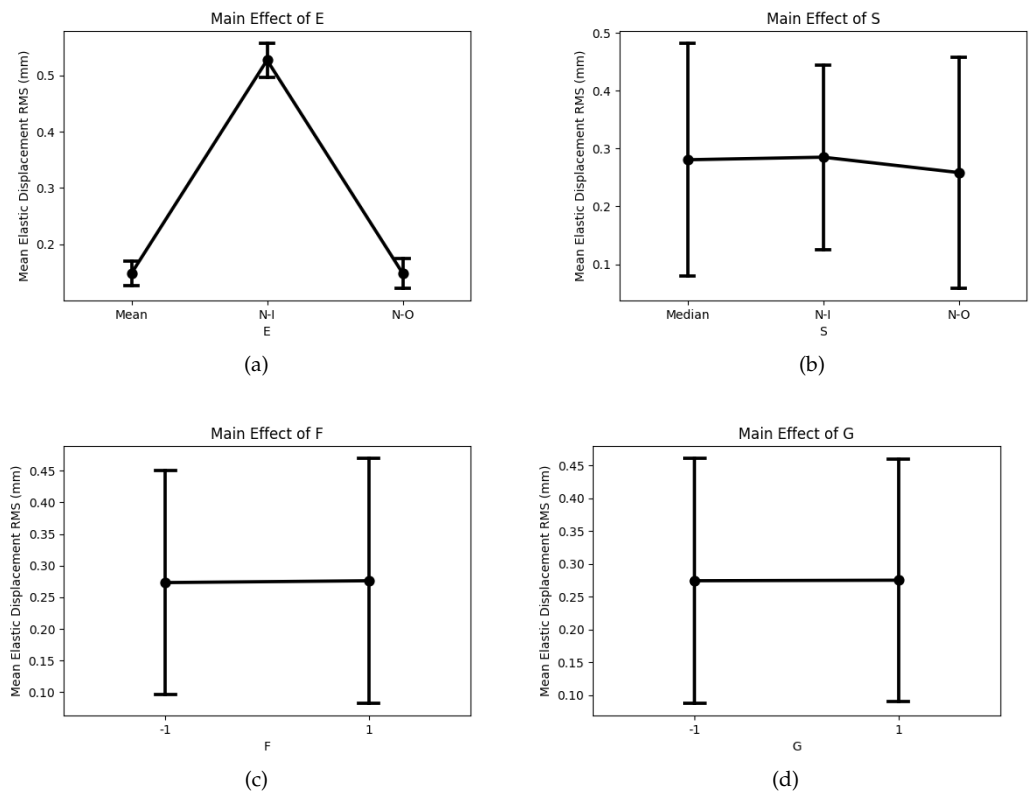 Main Effect of E
Mean Elastic Displacement RMS (mm)
0.5
0.4
0.3
0.2
Mean N-I N-O
E
(a)
Main Effect of S
Mean Elastic Displacement RMS (mm)
0.5
0.4
0.3
0.2
0.1
Median N-I N-O
S
(b)
Main Effect of F
Mean Elastic Displacement RMS (mm)
0.45
0.40
0.35
0.30
0.25
0.20
0.15
0.10
-1 1
F
(c)
Main Effect of G
Mean Elastic Displacement RMS (mm)
0.45
0.40
0.35
0.30
0.25
0.20
0.15
0.10
-1 1
G
(d)